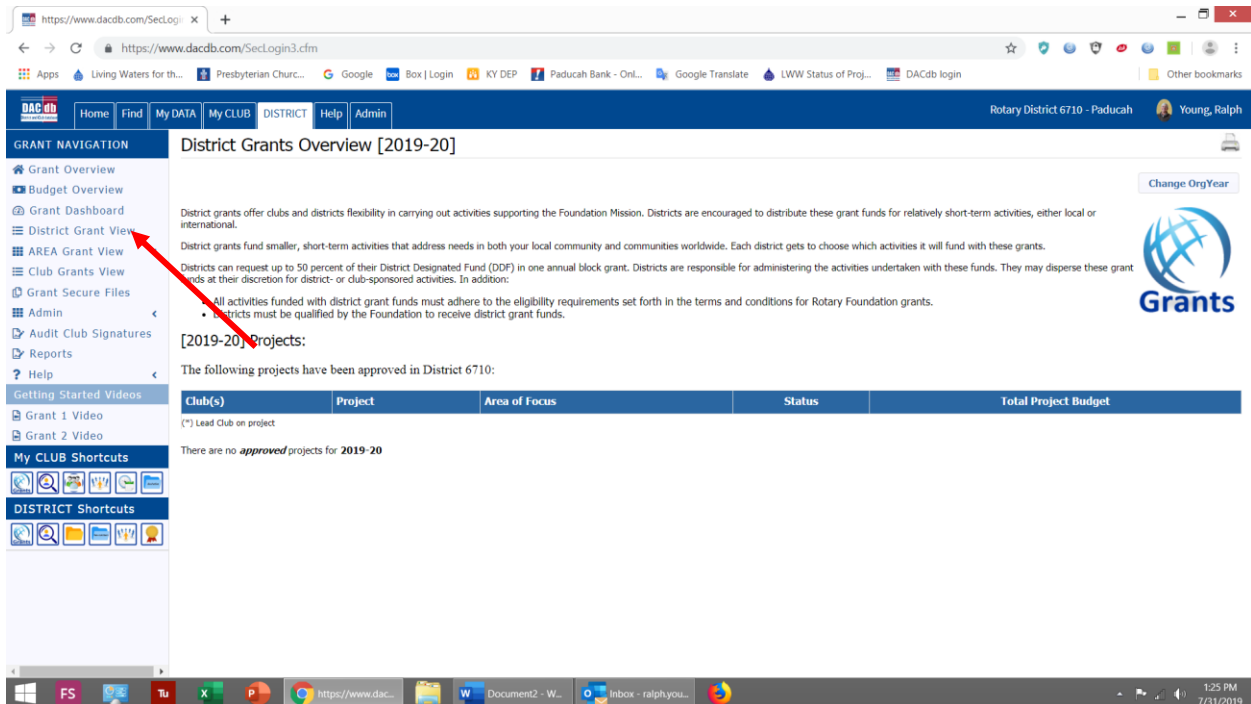 https://www.dacdb.com/SecLogin
https://www.dacdb.com/SecLogin3.cfm
Apps Living Waters for th... Presbyterian Churc... Google box Box | Login KY DEP Paducah Bank - Onl... Google Translate LWW Status of Proj... DACdb login Other bookmarks
DAC db Home Find My DATA My CLUB DISTRICT Help Admin Rotary District 6710 - Paducah Young, Ralph
GRANT NAVIGATION
Grant Overview
Budget Overview
Grant Dashboard
District Grant View
AREA Grant View
Club Grants View
Grant Secure Files
Admin
Audit Club Signatures
Reports
? Help
Getting Started Videos
Grant 1 Video
Grant 2 Video
My CLUB Shortcuts
Grants
DISTRICT Shortcuts
Grants
District Grants Overview [2019-20]
Change OrgYear
District grants offer clubs and districts flexibility in carrying out activities supporting the Foundation Mission. Districts are encouraged to distribute these grant funds for relatively short-term activities, either local or
international.
District grants fund smaller, short-term activities that address needs in both your local community and communities worldwide. Each district gets to choose which activities it will fund with these grants.
Districts can request up to 50 percent of their District Designated Fund (DDF) in one annual block grant. Districts are responsible for administering the activities undertaken with these funds. They may disperse these grant
funds at their discretion for district- or club-sponsored activities. In addition:
• All activities funded with district grant funds must adhere to the eligibility requirements set forth in the terms and conditions for Rotary Foundation grants.
• Districts must be qualified by the Foundation to receive district grant funds.
Grants
[2019-20] Projects:
The following projects have been approved in District 6710:
Club(s) Project Area of Focus Status Total Project Budget
(*) Lead Club on project
There are no approved projects for 2019-20
FS Tu X P https://www.dac... W Document2 - W... O Inbox - ralph.you...
1:25 PM
7/31/2019